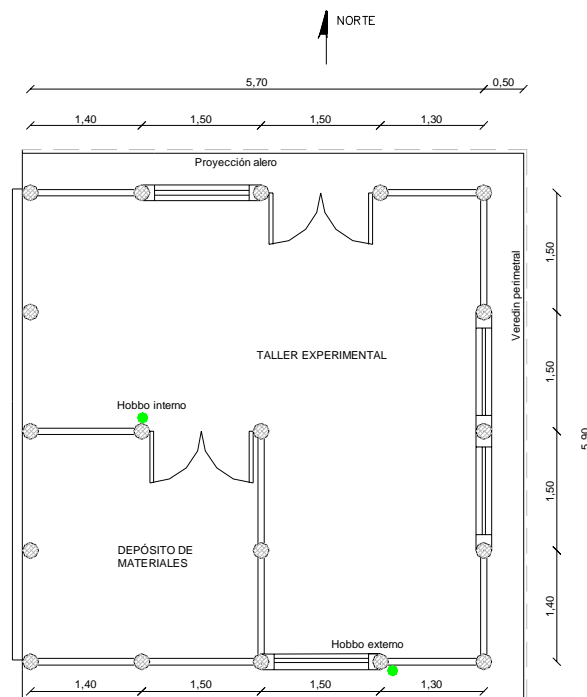 NORTE
5,70
0,50
1,40
1,50
1,50
1,30
Proyección alero
1,50
Veredin perimetral
1,50
TALLER EXPERIMENTAL
Hobbo interno
5,90
1,50
DEPÓSITO DE
MATERIALES
1,40
Hobbo externo
1,40
1,50
1,50
1,30